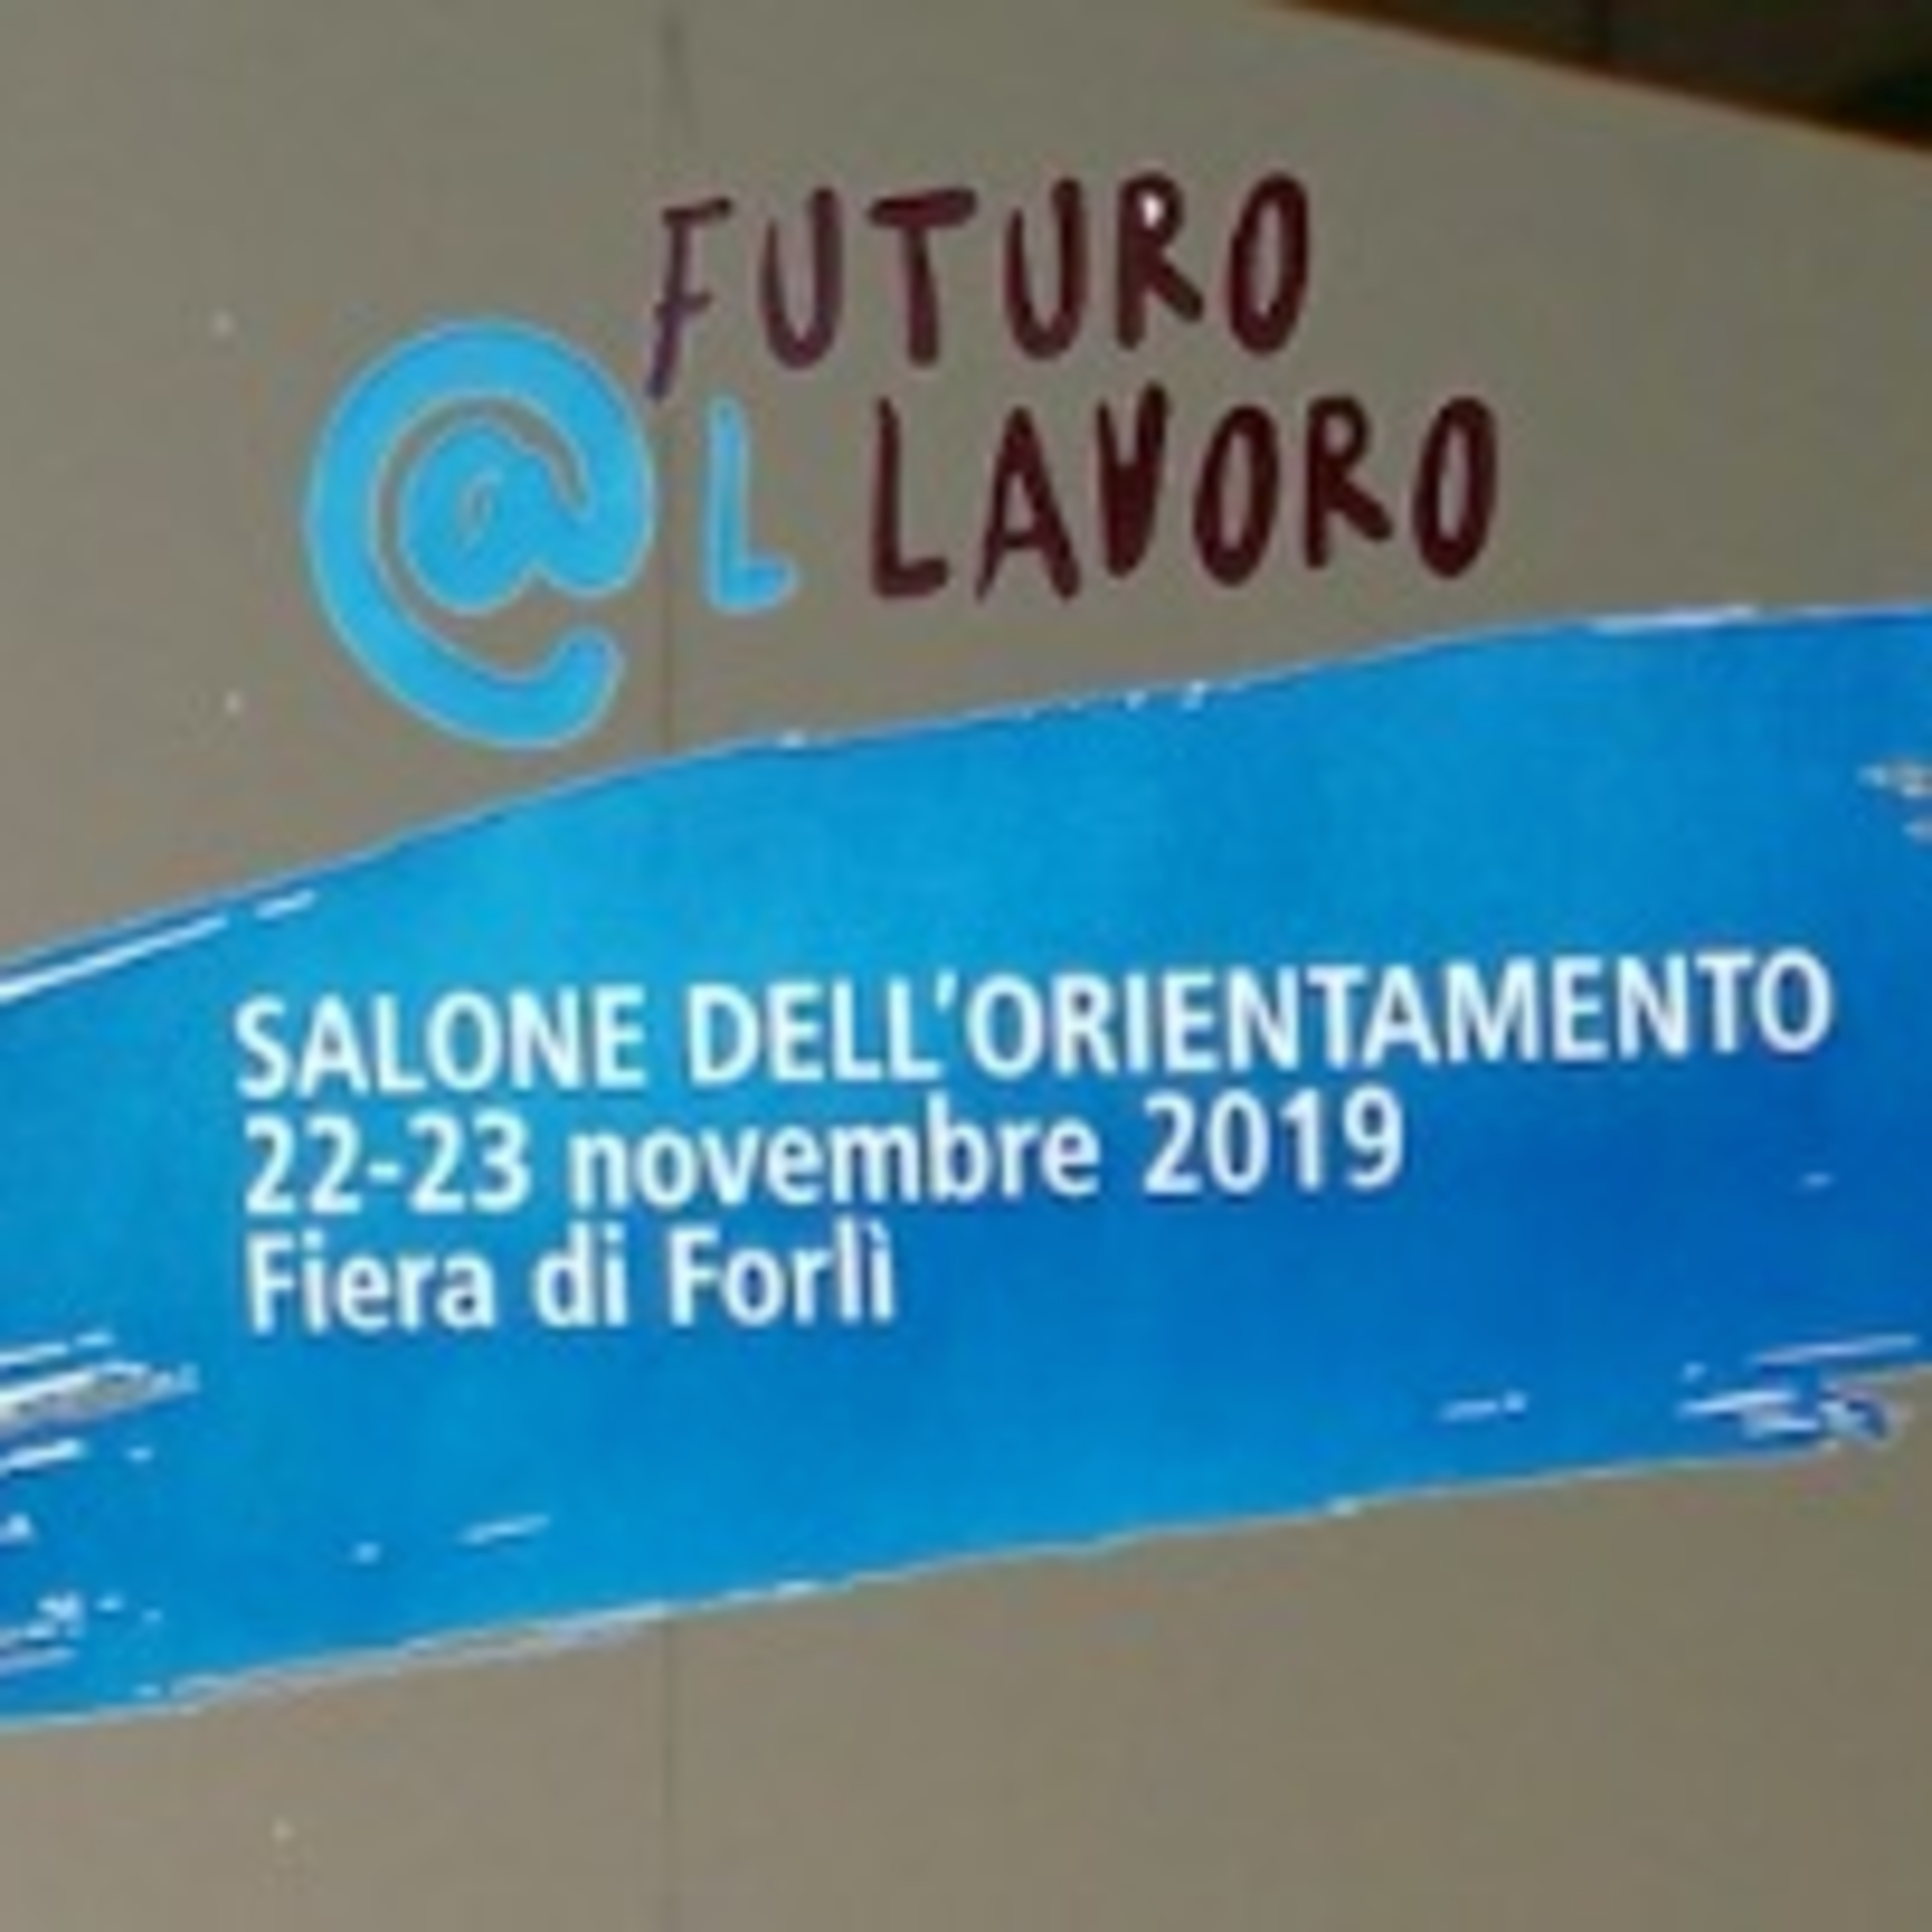 FUTURO
@L LAVORO
SALONE DELL'ORIENTAMENTO
22-23 novembre 2019
Fiera di Forlì